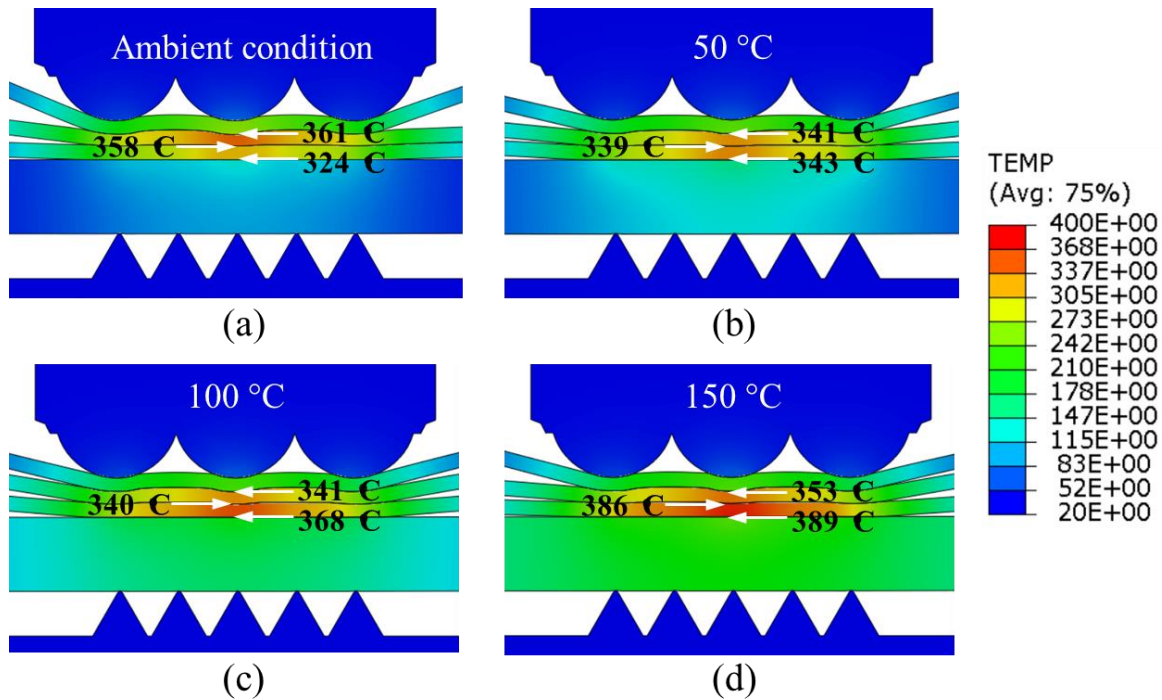 Ambient condition
361 C
358 C
324 C
(a)
50 °C
341 C
339 C
343 C
(b)
TEMP
(Avg: 75%)
400E+00
368E+00
337E+00
305E+00
273E+00
242E+00
210E+00
178E+00
147E+00
115E+00
83E+00
52E+00
20E+00
100 °C
341 C
340 C
368 C
(c)
150 °C
353 C
386 C
389 C
(d)